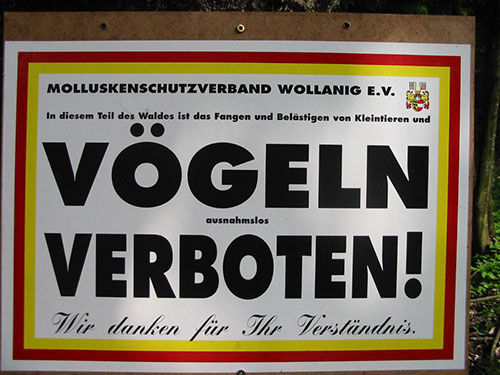 MOLLUSKENSCHUTZVERBAND WOLLANIG E.V.
In diesem Teil des Waldes ist das Fangen und Belästigen von Kleintieren und
VÖGELN
ausnahmslos
VERBOTEN!
Wir danken für Ihr Verständnis.